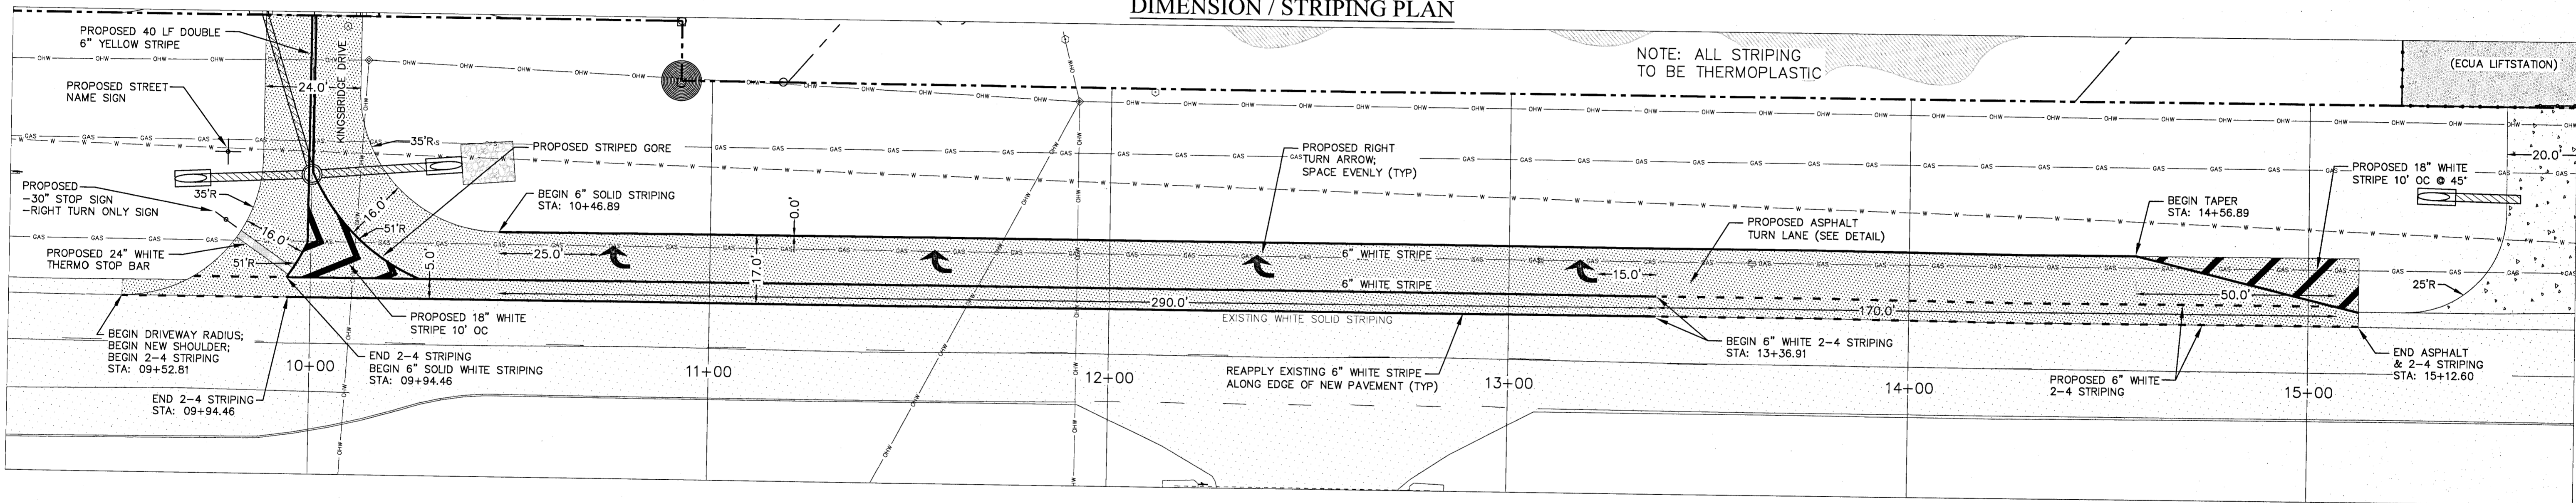 DIMENSION / STRIPING PLAN
PROPOSED 40 LF DOUBLE
6" YELLOW STRIPE
KINGSBRIDGE DRIVE
NOTE: ALL STRIPING
TO BE THERMOPLASTIC
(ECUA LIFTSTATION)
24.0'
PROPOSED STREET
NAME SIGN
35'R
PROPOSED STRIPED GORE
PROPOSED RIGHT
TURN ARROW;
SPACE EVENLY (TYP)
20.0'
PROPOSED 18" WHITE
STRIPE 10' OC @ 45°
PROPOSED
-30" STOP SIGN
-RIGHT TURN ONLY SIGN
35'R
16.0'
16.0'
51'R
51'R
BEGIN 6" SOLID STRIPING
STA: 10+46.89
0.0'
BEGIN TAPER
STA: 14+56.89
PROPOSED ASPHALT
TURN LANE (SEE DETAIL)
PROPOSED 24" WHITE
THERMO STOP BAR
25.0'
5.0'
17.0'
6" WHITE STRIPE
15.0'
6" WHITE STRIPE
290.0'
50.0'
25'R
170.0'
EXISTING WHITE SOLID STRIPING
PROPOSED 18" WHITE
STRIPE 10' OC
BEGIN DRIVEWAY RADIUS;
BEGIN NEW SHOULDER;
BEGIN 2-4 STRIPING
STA: 09+52.81
END 2-4 STRIPING
BEGIN 6" SOLID WHITE STRIPING
STA: 09+94.46
END 2-4 STRIPING
STA: 09+94.46
REAPPLY EXISTING 6" WHITE STRIPE
ALONG EDGE OF NEW PAVEMENT (TYP)
BEGIN 6" WHITE 2-4 STRIPING
STA: 13+36.91
PROPOSED 6" WHITE
2-4 STRIPING
END ASPHALT
& 2-4 STRIPING
STA: 15+12.60
10+00
11+00
12+00
13+00
14+00
15+00
OHW
GAS
W